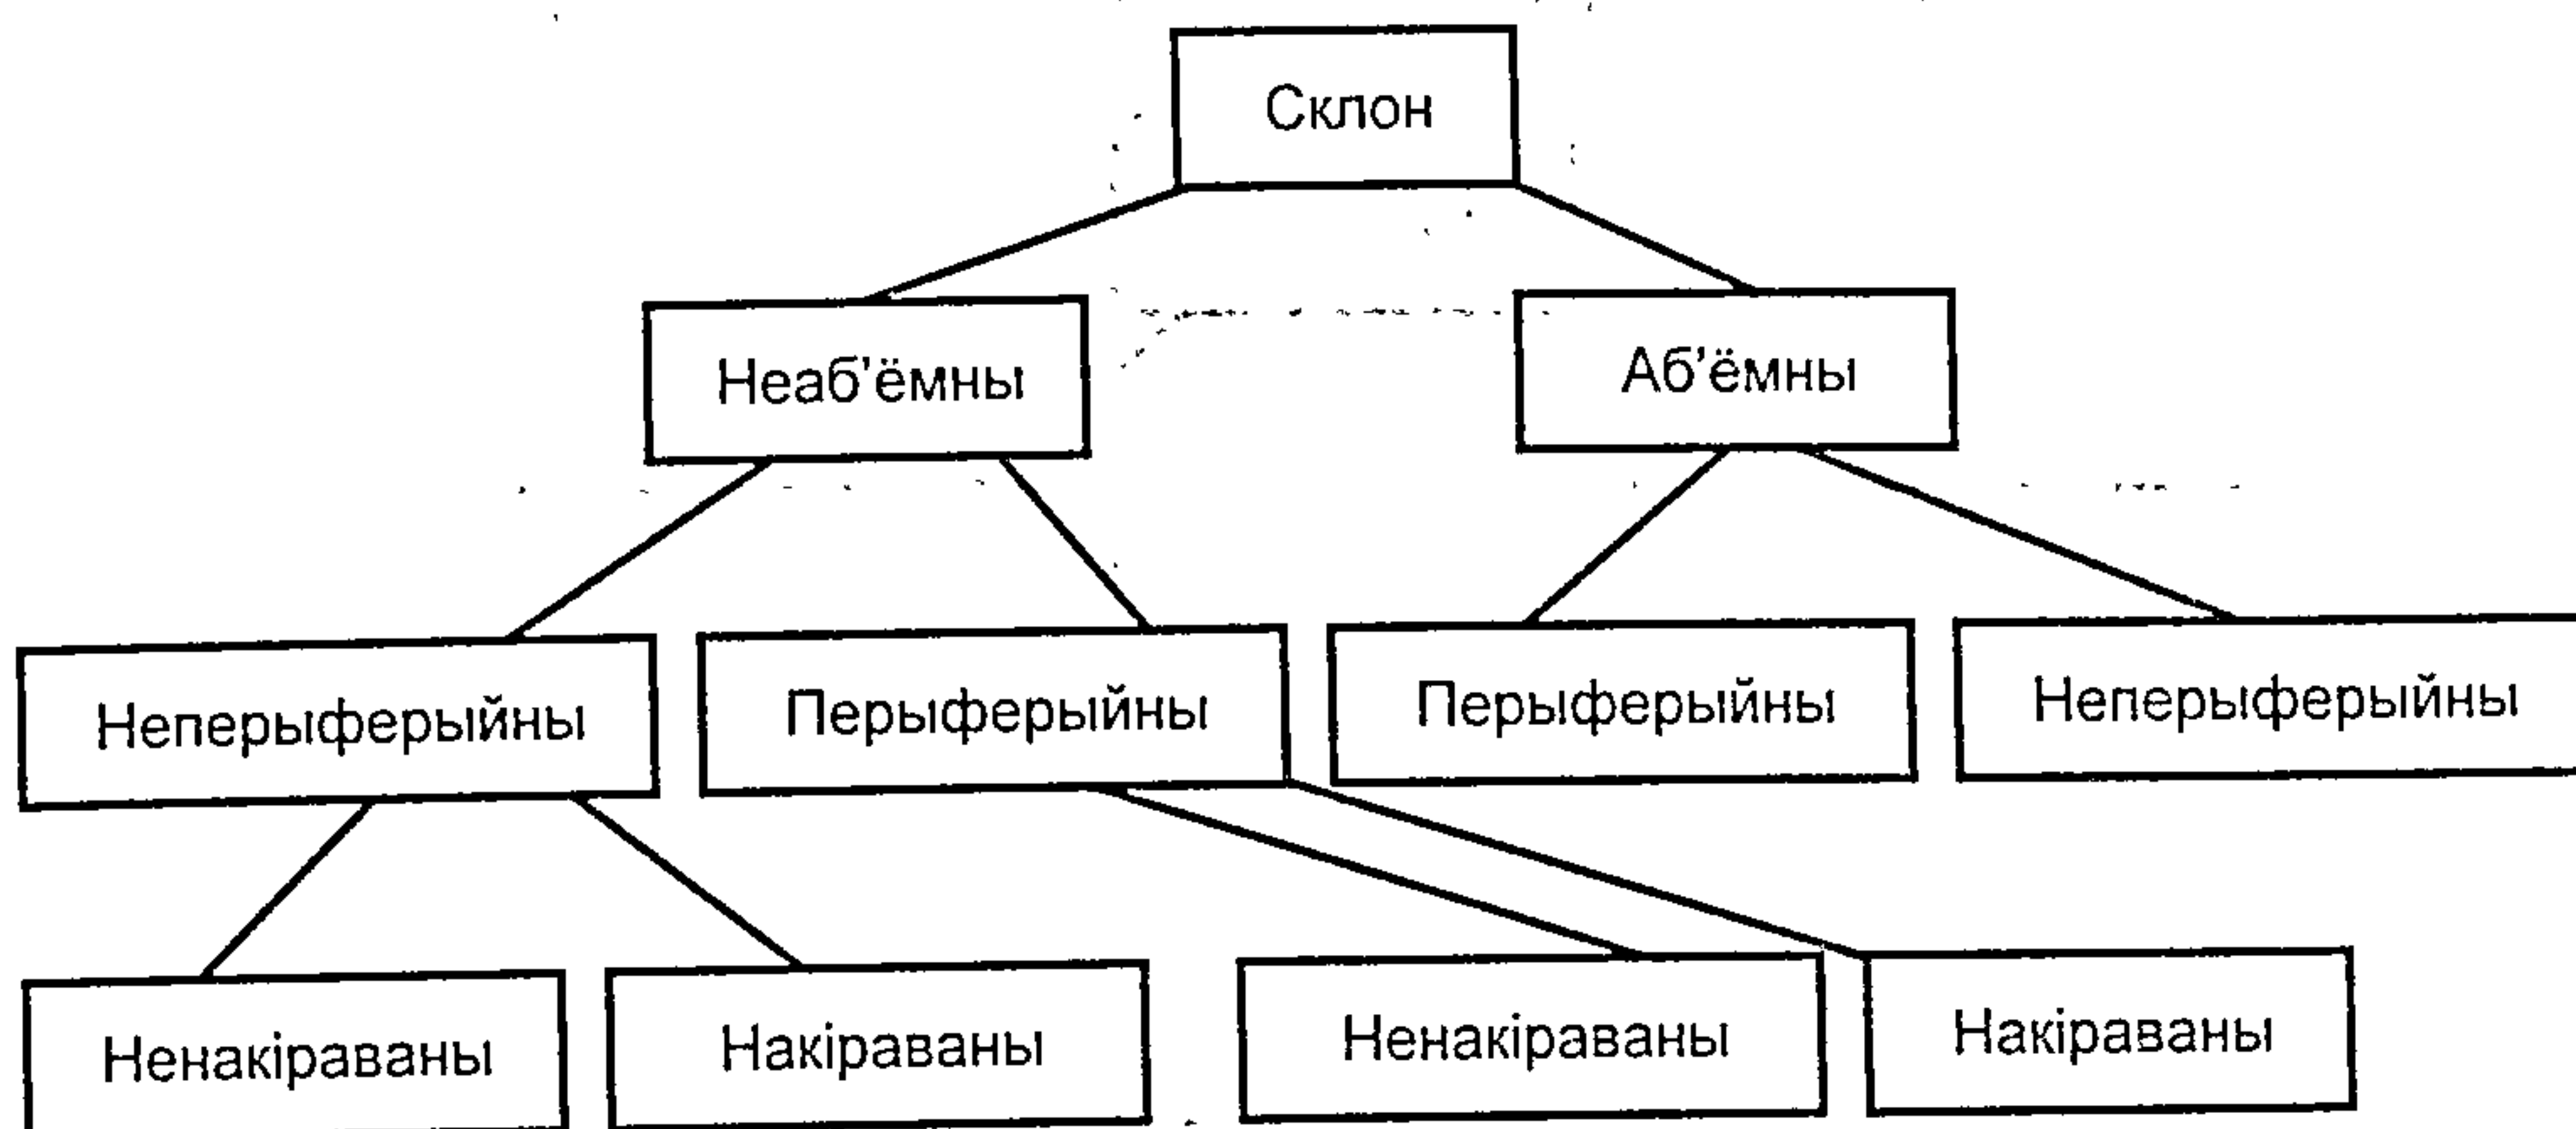 Склон
Неаб'ёмны
Аб'ёмны
Неперыферыйны
Перыферыйны
Перыферыйны
Неперыферыйны
Ненакіраваны
Накіраваны
Ненакіраваны
Накіраваны